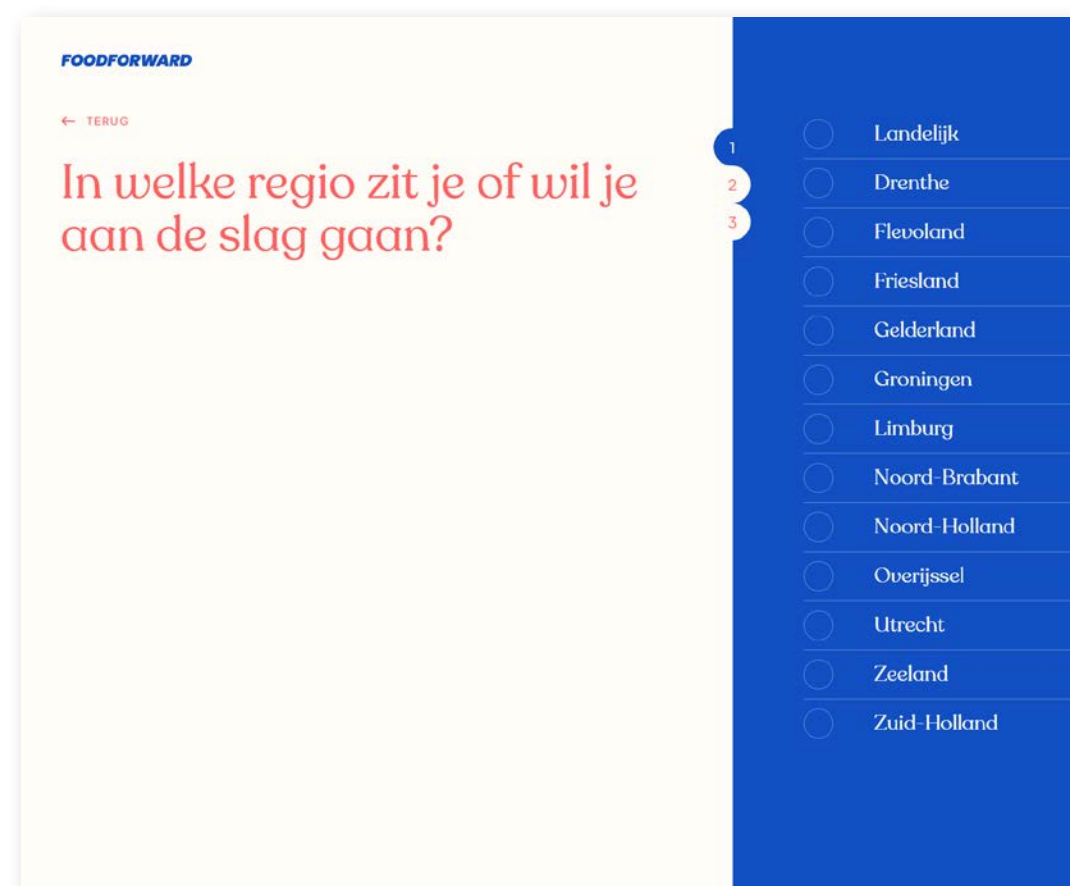 FOODFORWARD
← TERUG
In welke regio zit je of wil je
aan de slag gaan?
1
2
3
Landelijk
Drenthe
Flevoland
Friesland
Gelderland
Groningen
Limburg
Noord-Brabant
Noord-Holland
Overijssel
Utrecht
Zeeland
Zuid-Holland